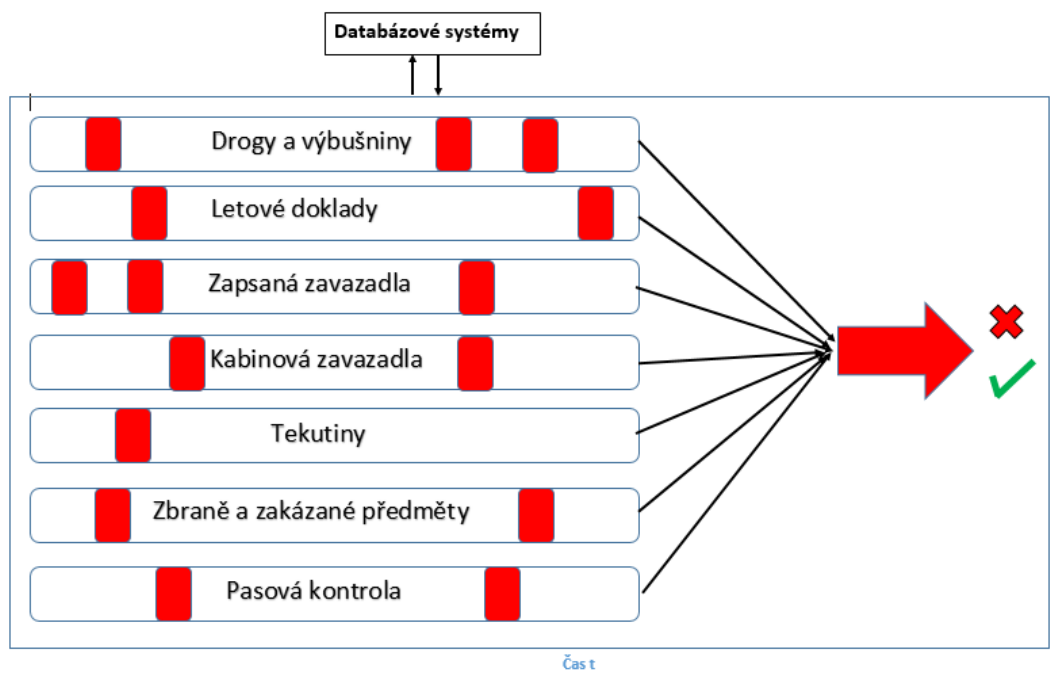 Databázové systémy
Drogy a výbušniny
Letové doklady
Zapsaná zavazadla
Kabinová zavazadla
Tekutiny
Zbraně a zakázané předměty
Pasová kontrola
Čas t